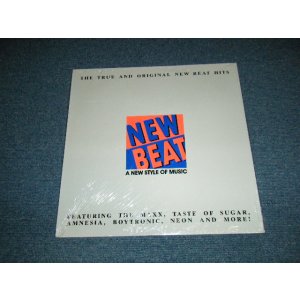 THE TRUE AND ORIGINAL NEW BEAT HITS
NEW
BEAT
A NEW STYLE OF MUSIC
FEATURING THE MAXX, TASTE OF SUGAR,
AMNESIA, BOYTRONIC, NEON AND MORE!